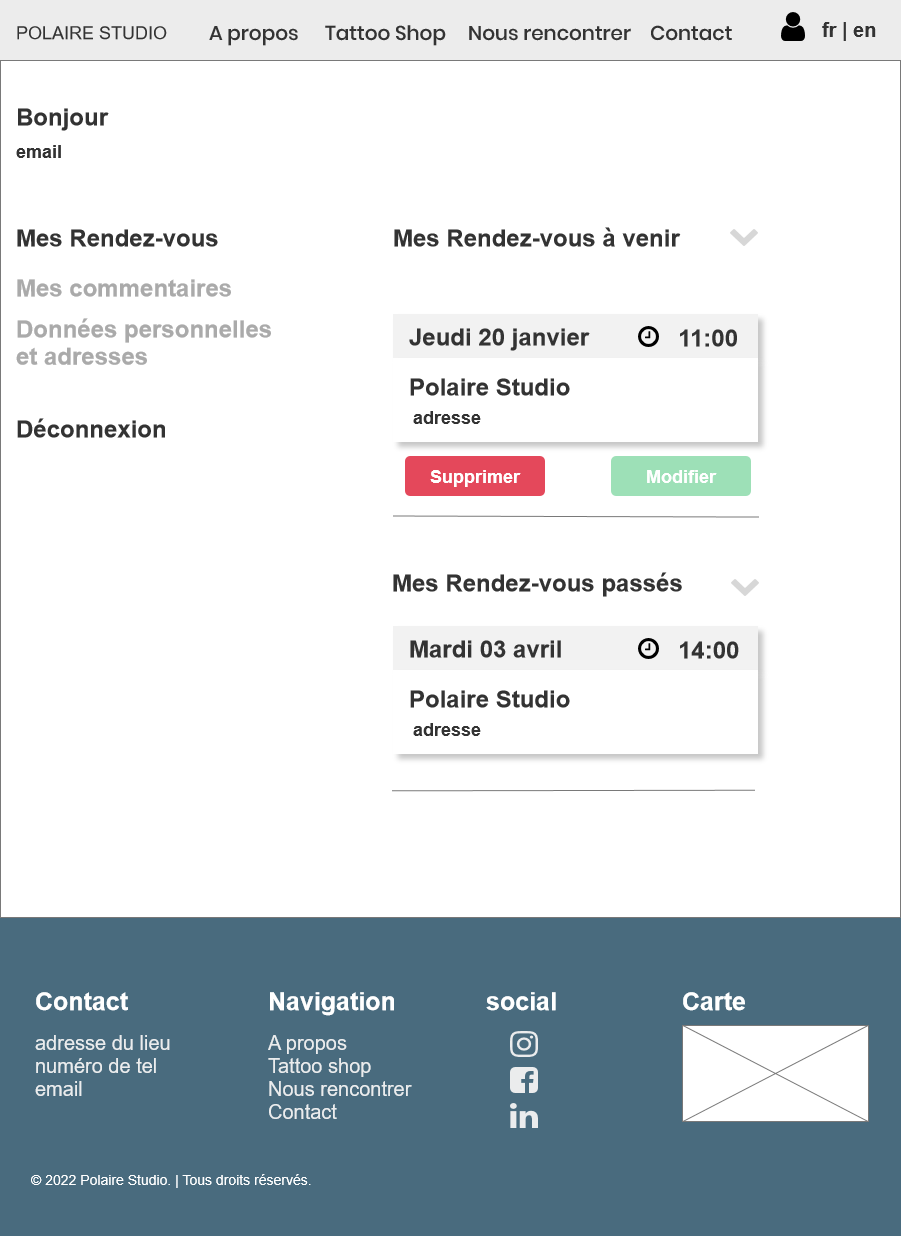 POLAIRE STUDIO A propos Tattoo Shop Nous rencontrer Contact fr | en
Bonjour
email
Mes Rendez-vous
Mes commentaires
Données personnelles
et adresses
Déconnexion
Mes Rendez-vous à venir
Jeudi 20 janvier 11:00
Polaire Studio
adresse
Supprimer Modifier
Mes Rendez-vous passés
Mardi 03 avril 14:00
Polaire Studio
adresse
Contact
adresse du lieu
numéro de tel
email
Navigation
A propos
Tattoo shop
Nous rencontrer
Contact
social
Carte
© 2022 Polaire Studio. | Tous droits réservés.